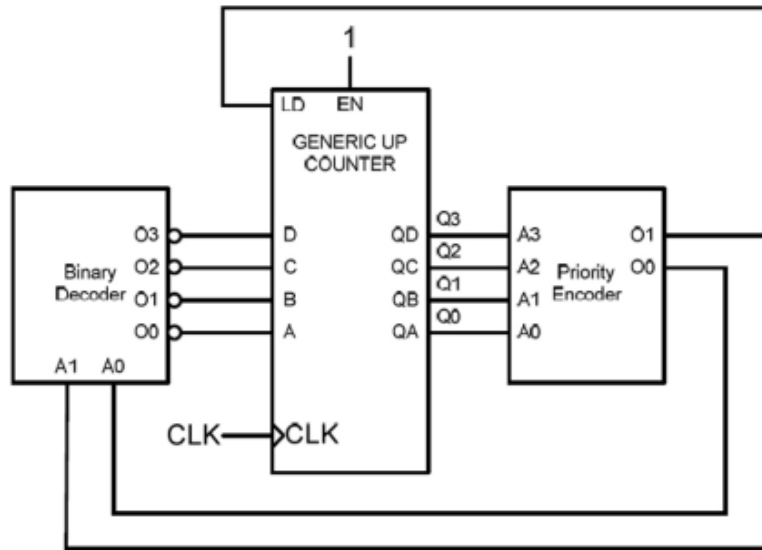 1
LD EN
GENERIC UP
COUNTER
Q3
O3 D QD A3 O1
Q2
O2 C QC A2 O0
Binary
Decoder
Priority
Encoder
Q1
O1 B QB A1
Q0
O0 A QA A0
A1 A0
CLK CLK